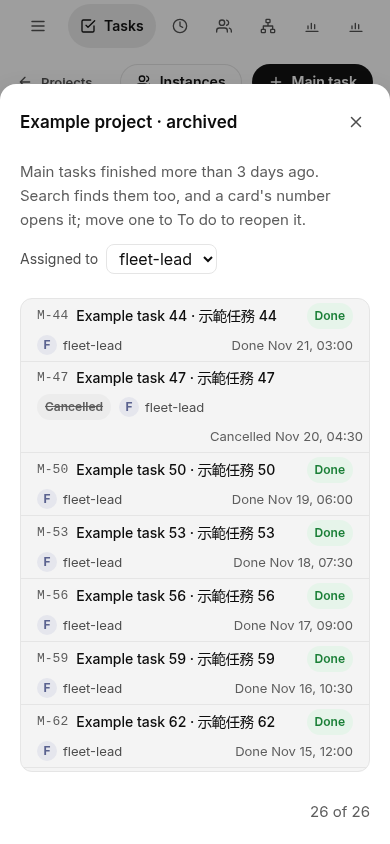 Tasks
Projects
Instances
Main task
Example project · archived
Main tasks finished more than 3 days ago.
Search finds them too, and a card's number
opens it; move one to To do to reopen it.
Assigned to fleet-lead
M-44 Example task 44 · 示範任務 44 Done
F fleet-lead Done Nov 21, 03:00
M-47 Example task 47 · 示範任務 47
Cancelled F fleet-lead
Cancelled Nov 20, 04:30
M-50 Example task 50 · 示範任務 50 Done
F fleet-lead Done Nov 19, 06:00
M-53 Example task 53 · 示範任務 53 Done
F fleet-lead Done Nov 18, 07:30
M-56 Example task 56 · 示範任務 56 Done
F fleet-lead Done Nov 17, 09:00
M-59 Example task 59 · 示範任務 59 Done
F fleet-lead Done Nov 16, 10:30
M-62 Example task 62 · 示範任務 62 Done
F fleet-lead Done Nov 15, 12:00
26 of 26